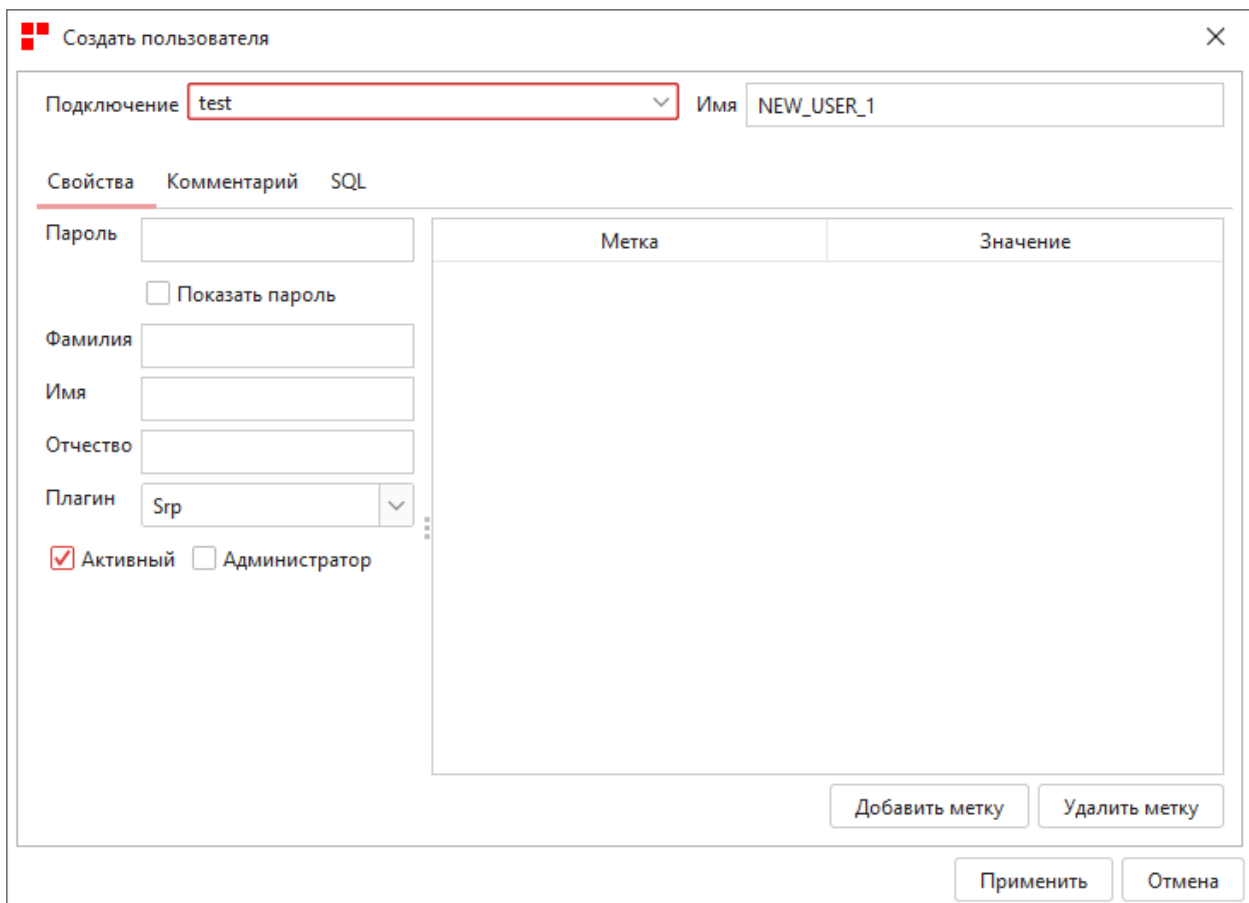 Создать пользователя
Подключение test Имя NEW_USER_1
Свойства Комментарий SQL
Пароль Метка Значение
Показать пароль
Фамилия
Имя
Отчество
Плагин Srp
Активный Администратор
Добавить метку Удалить метку
Применить Отмена